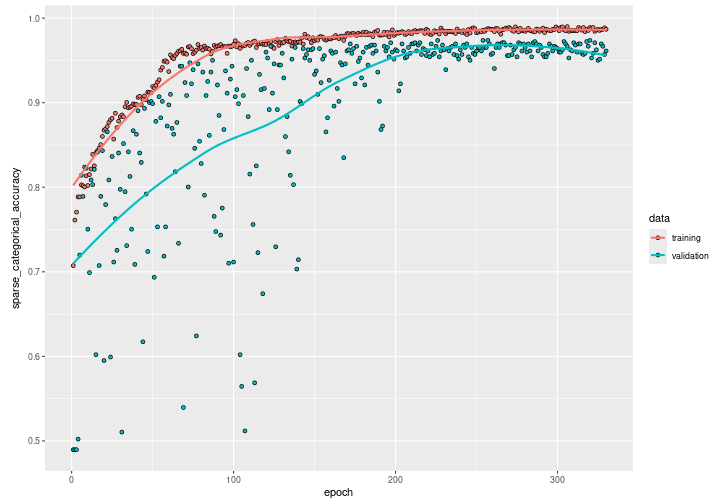 1.0
0.9
0.8
0.7
0.6
0.5
sparse_categorical_accuracy
0
100
200
300
epoch
data
training
validation